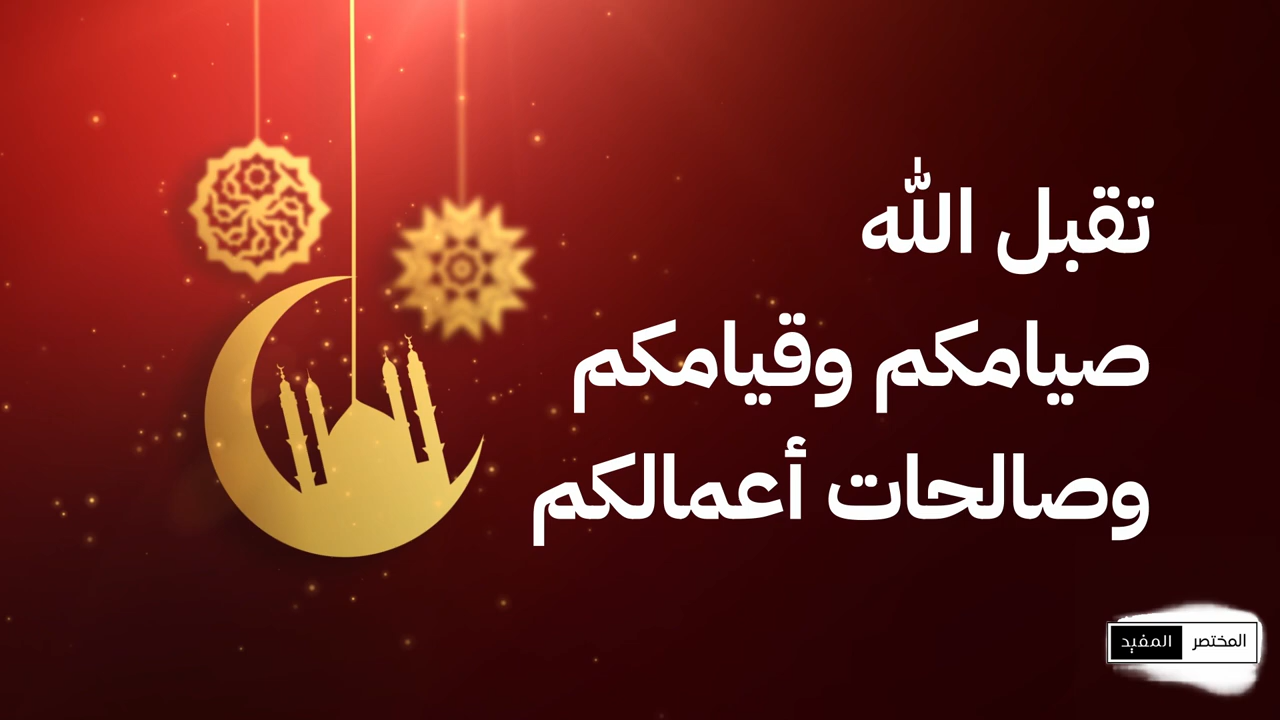 تقبل الله
صيامكم وقيامكم
وصالحات أعمالكم
المختصر المفيد